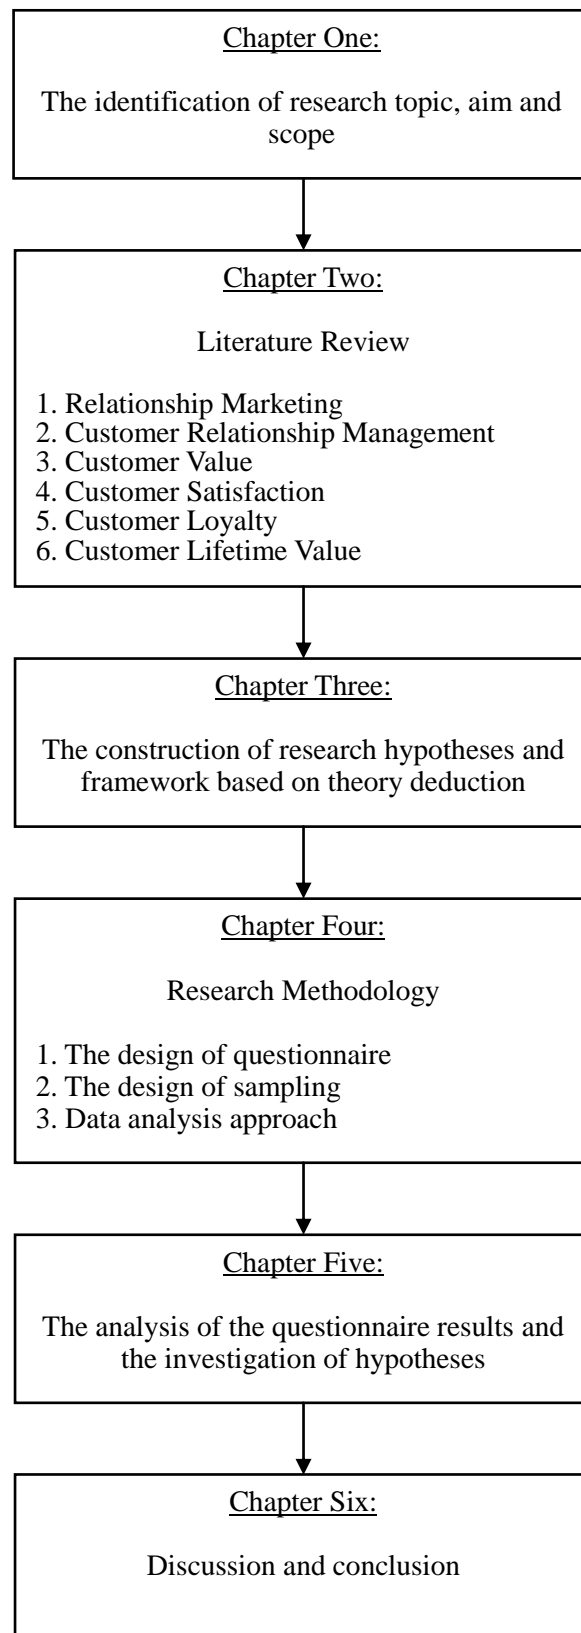 Chapter One:
The identification of research topic, aim and
scope
Chapter Two:
Literature Review
1. Relationship Marketing
2. Customer Relationship Management
3. Customer Value
4. Customer Satisfaction
5. Customer Loyalty
6. Customer Lifetime Value
Chapter Three:
The construction of research hypotheses and
framework based on theory deduction
Chapter Four:
Research Methodology
1. The design of questionnaire
2. The design of sampling
3. Data analysis approach
Chapter Five:
The analysis of the questionnaire results and
the investigation of hypotheses
Chapter Six:
Discussion and conclusion